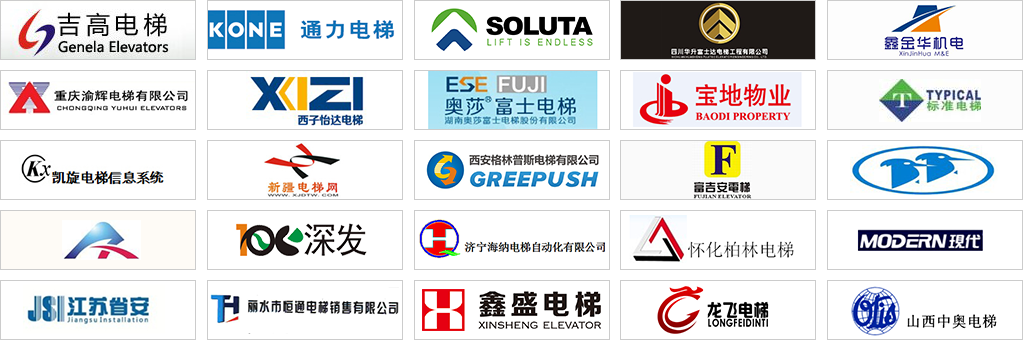 吉高电梯
Genela Elevators
KONE 通力电梯
SOLUTA
LIFT IS ENDLESS
四川华升富士达电梯工程有限公司
鑫金华机电
XinJinHua M&E
重庆渝辉电梯有限公司
CHONGQING YUHUI ELEVATORS
XIZI
西子怡达电梯
ESE FUJI
奥莎®富士电梯
湖南奥莎富士电梯股份有限公司
宝地物业
BAODI PROPERTY
TYPICAL
标准电梯
Kx 凯旋电梯信息系统
新疆电梯网
WWW.XJDTW.COM
西安格林普斯电梯有限公司
GREEPUSH
F
富吉安電梯
FUJIAN ELEVATOR
深发
济宁海纳电梯自动化有限公司
怀化柏林电梯
MODERN 現代
JSI 江苏省安
Jiangsu Installation
TH 丽水市恒通电梯销售有限公司
鑫盛电梯
XINSHENG ELEVATOR
龙飞电梯
LONGFEIDINTI
Otis 山西中奥电梯